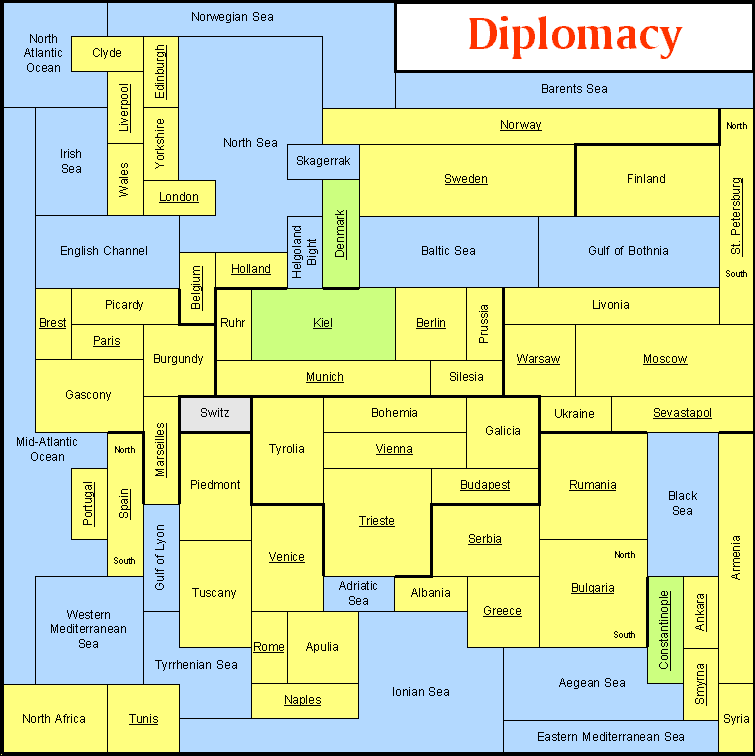 Norwegian Sea
Diplomacy
North
Atlantic
Ocean
Clyde
Edinburgh
Barents Sea
Liverpool
Norway
North
Yorkshire
North Sea
Irish
Sea
Skagerrak
Wales
Sweden
Finland
London
St. Petersburg
English Channel
Helgoland
Bight
Denmark
Baltic Sea
Gulf of Bothnia
Belgium
Holland
South
Brest
Picardy
Ruhr
Kiel
Berlin
Prussia
Livonia
Paris
Burgundy
Warsaw
Moscow
Munich
Silesia
Gascony
Switz
Bohemia
Galicia
Ukraine
Sevastapol
Mid-Atlantic
Ocean
North
Marseilles
Tyrolia
Vienna
Piedmont
Portugal
Spain
Budapest
Rumania
Black
Sea
Trieste
South
Gulf of Lyon
Venice
Serbia
North
Armenia
Tuscany
Adriatic
Sea
Albania
Bulgaria
Western
Mediterranean
Sea
Greece
Constantinople
Ankara
South
Rome
Apulia
Tyrrhenian Sea
Ionian Sea
Aegean Sea
Smyrna
Naples
North Africa
Tunis
Syria
Eastern Mediterranean Sea